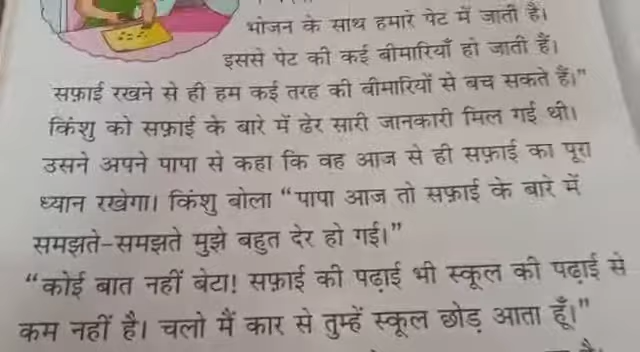 भोजन के साथ हमारे पेट में जाती है।
इससे पेट की कई बीमारियाँ हो जाती हैं।
सफ़ाई रखने से ही हम कई तरह की बीमारियों से बच सकते हैं।”
किंशु को सफ़ाई के बारे में ढेर सारी जानकारी मिल गई थी।
उसने अपने पापा से कहा कि वह आज से ही सफ़ाई का पूरा
ध्यान रखेगा। किंशु बोला “पापा आज तो सफ़ाई के बारे में
समझते-समझते मुझे बहुत देर हो गई।”
“कोई बात नहीं बेटा! सफ़ाई की पढ़ाई भी स्कूल की पढ़ाई से
कम नहीं है। चलो मैं कार से तुम्हें स्कूल छोड़ आता हूँ।”